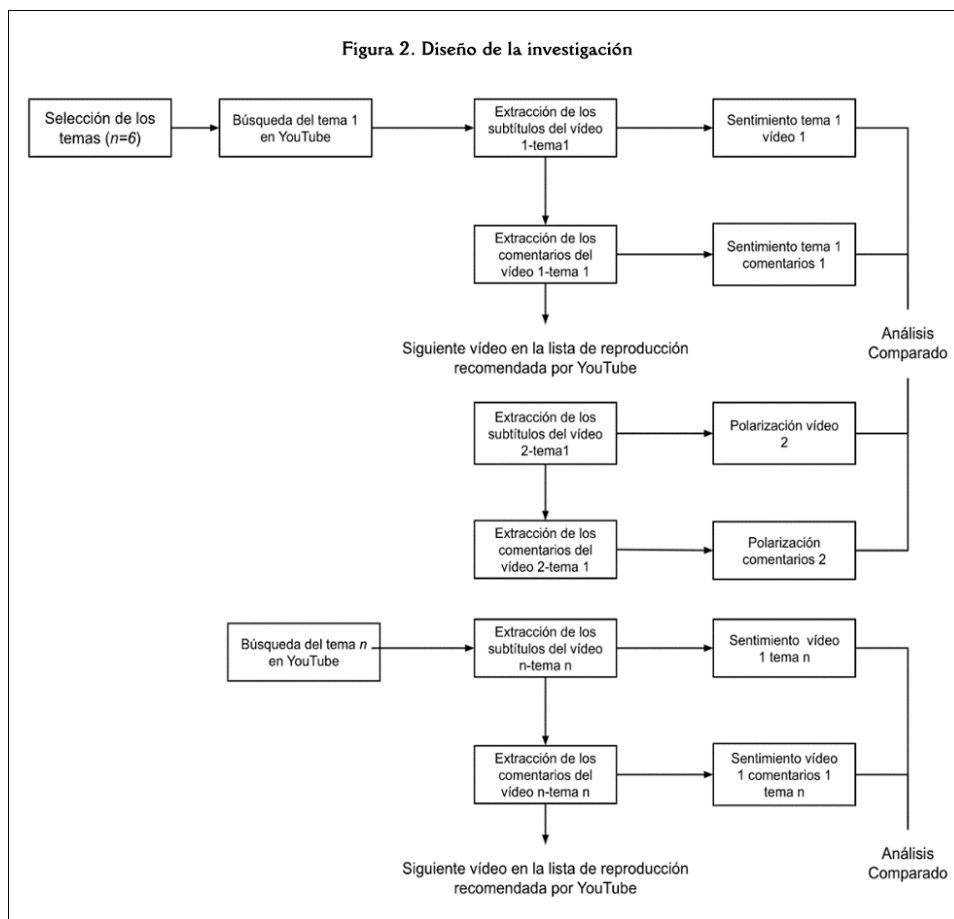 Figura 2. Diseño de la investigación
Selección de los
temas (n=6)
Búsqueda del tema 1
en YouTube
Extracción de los
subtítulos del vídeo
1-tema1
Sentimiento tema 1
vídeo 1
Extracción de los
comentarios del
vídeo 1-tema 1
Sentimiento tema 1
comentarios 1
Siguiente vídeo en la lista de reproducción
recomendada por YouTube
Análisis
Comparado
Extracción de los
subtítulos del vídeo
2-tema1
Polarización vídeo
2
Extracción de los
comentarios del
vídeo 2-tema 1
Polarización
comentarios 2
Búsqueda del tema n
en YouTube
Extracción de los
subtítulos del vídeo
n-tema n
Sentimiento vídeo
1 tema n
Extracción de los
comentarios del
vídeo n-tema n
Sentimiento vídeo
1 comentarios 1
tema n
Siguiente vídeo en la lista de reproducción
recomendada por YouTube
Análisis
Comparado